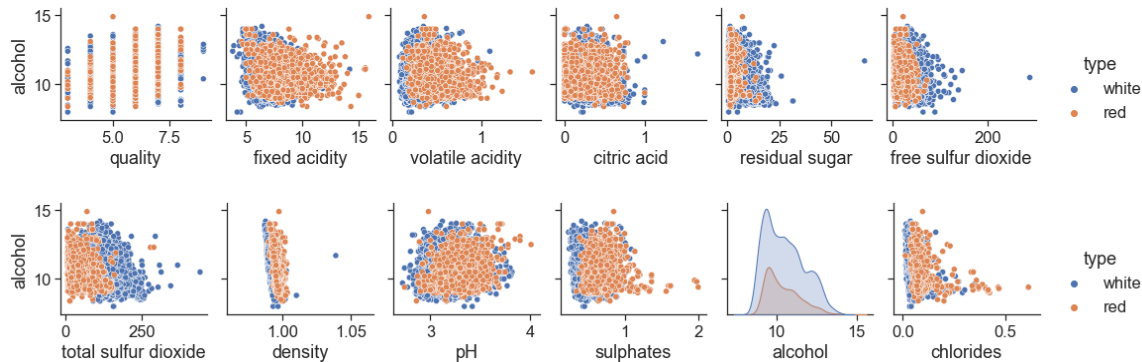 15
alcohol
10
5.0 7.5
quality
5 10 15
fixed acidity
0 1
volatile acidity
0 1
citric acid
0 25 50
residual sugar
0 200
free sulfur dioxide
type
white
red
15
alcohol
10
0 250
total sulfur dioxide
1.00 1.05
density
3 4
pH
1 2
sulphates
10 15
alcohol
0.0 0.5
chlorides
type
white
red